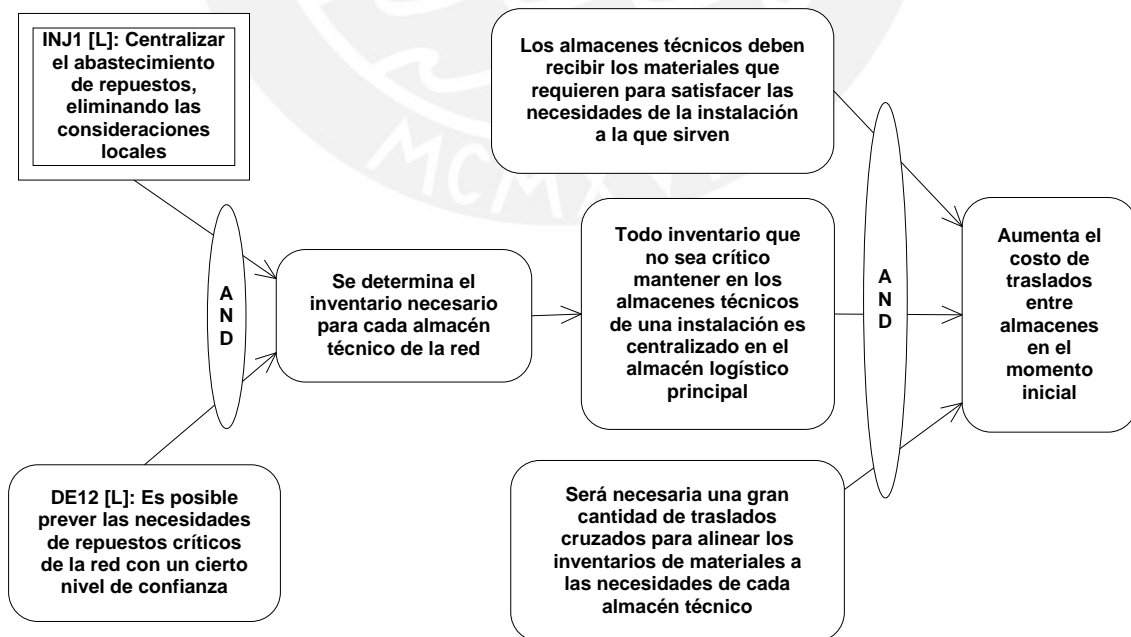 INJ1 [L]: Centralizar
el abastecimiento
de repuestos,
eliminando las
consideraciones
locales
Los almacenes técnicos deben
recibir los materiales que
requieren para satisfacer las
necesidades de la instalación
a la que sirven
A
N
D
Se determina el
inventario necesario
para cada almacén
técnico de la red
Todo inventario que
no sea crítico
mantener en los
almacenes técnicos
de una instalación es
centralizado en el
almacén logístico
principal
A
N
D
Aumenta el
costo de
traslados
entre
almacenes
en el
momento
inicial
DE12 [L]: Es posible
prever las necesidades
de repuestos críticos
de la red con un cierto
nivel de confianza
Será necesaria una gran
cantidad de traslados
cruzados para alinear los
inventarios de materiales a
las necesidades de cada
almacén técnico